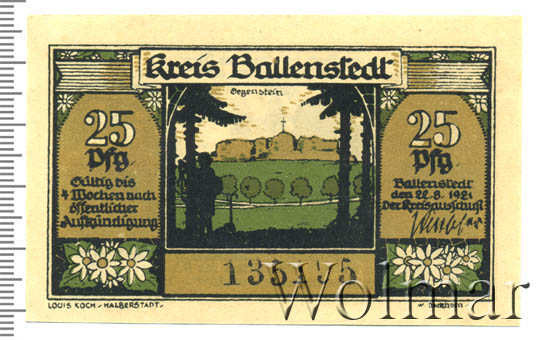 Kreis Ballenstedt
Gegenstein
25
Pfg
Gültig bis
4 Wochen nach
öffentlicher
Aufkündigung
25
Pfg
Ballenstedt
den 22.8.1921
Der Kreisausschuß
135195
LOUIS KOCH - HALBERSTADT -
Wolmar